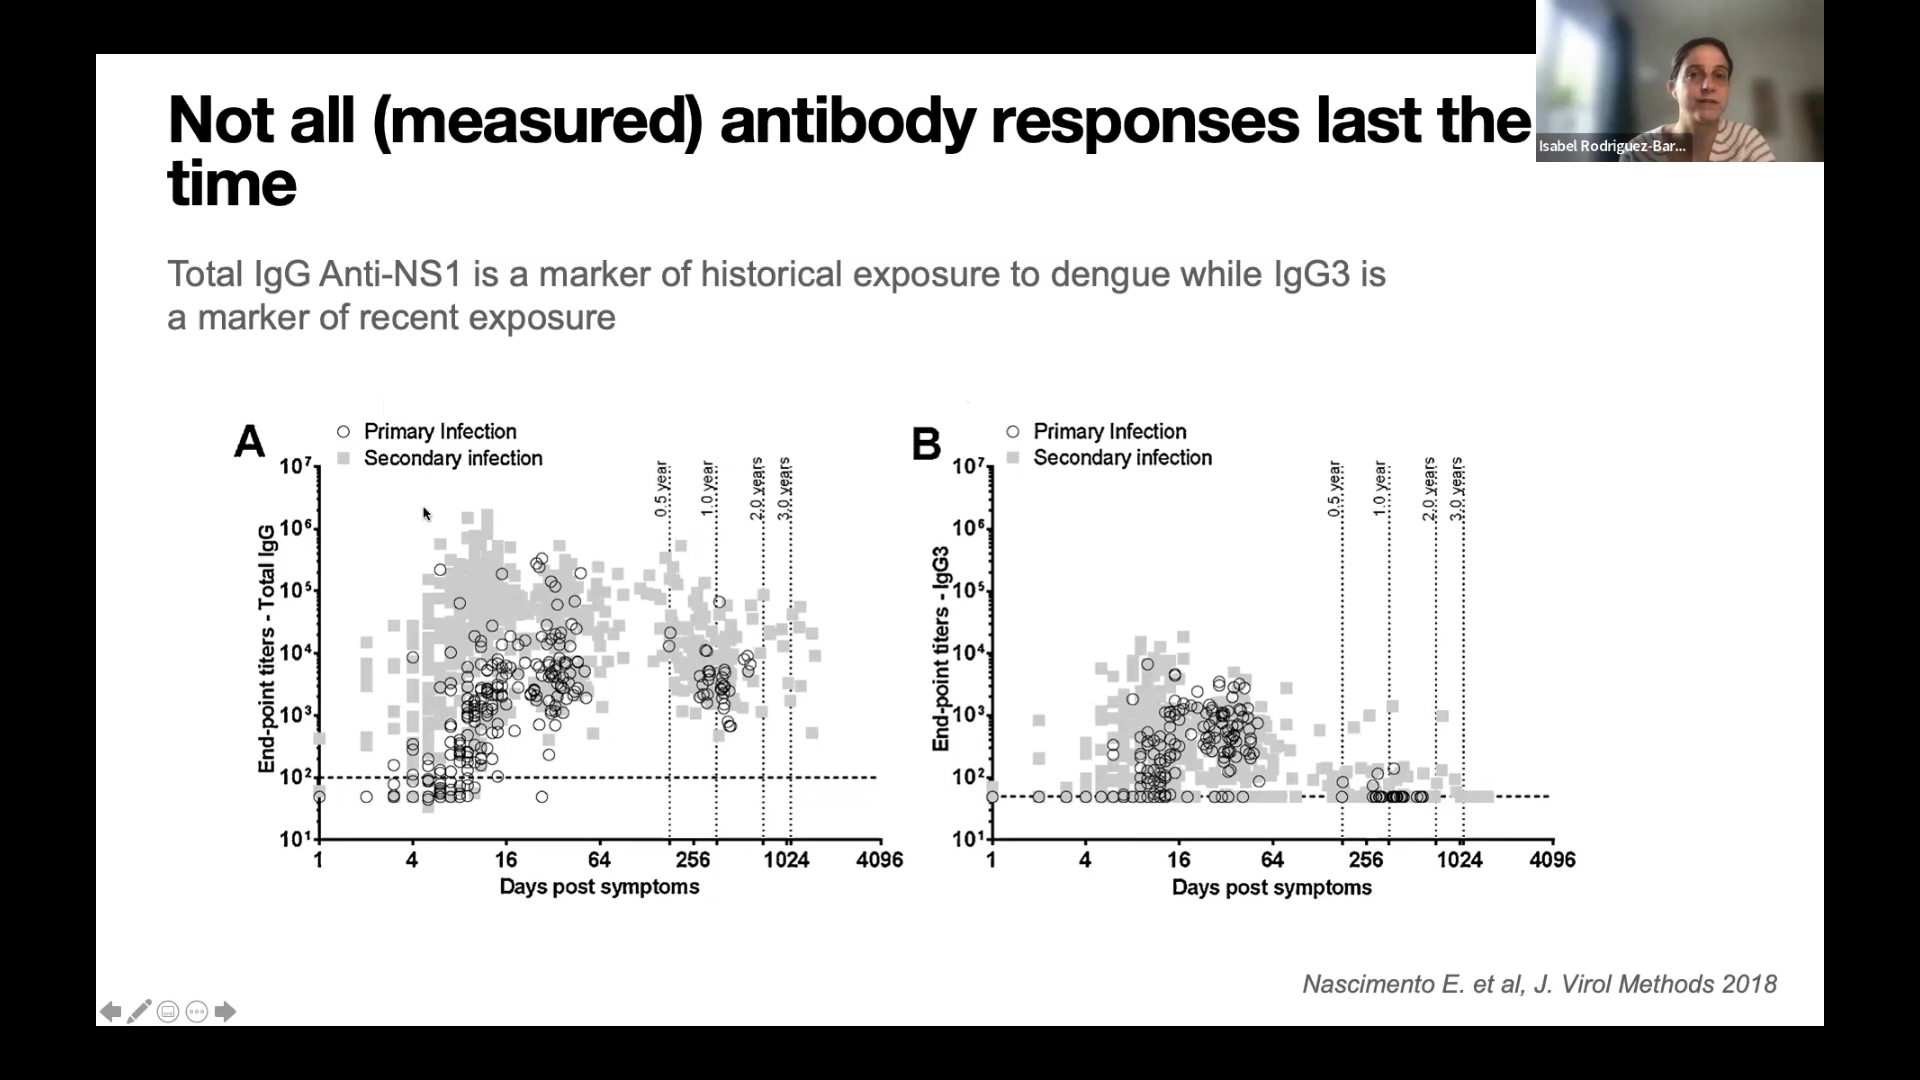 Not all (measured) antibody responses last the
time
Isabel Rodriguez-Bar...
Total IgG Anti-NS1 is a marker of historical exposure to dengue while IgG3 is
a marker of recent exposure
A
Primary Infection
Secondary infection
End-point titers - Total IgG
10⁷
10⁶
10⁵
10⁴
10³
10²
10¹
0.5 year
1.0 year
2.0 years
3.0 years
1 4 16 64 256 1024 4096
Days post symptoms
B
Primary Infection
Secondary infection
End-point titers - IgG3
10⁷
10⁶
10⁵
10⁴
10³
10²
10¹
0.5 year
1.0 year
2.0 years
3.0 years
1 4 16 64 256 1024 4096
Days post symptoms
Nascimento E. et al, J. Virol Methods 2018